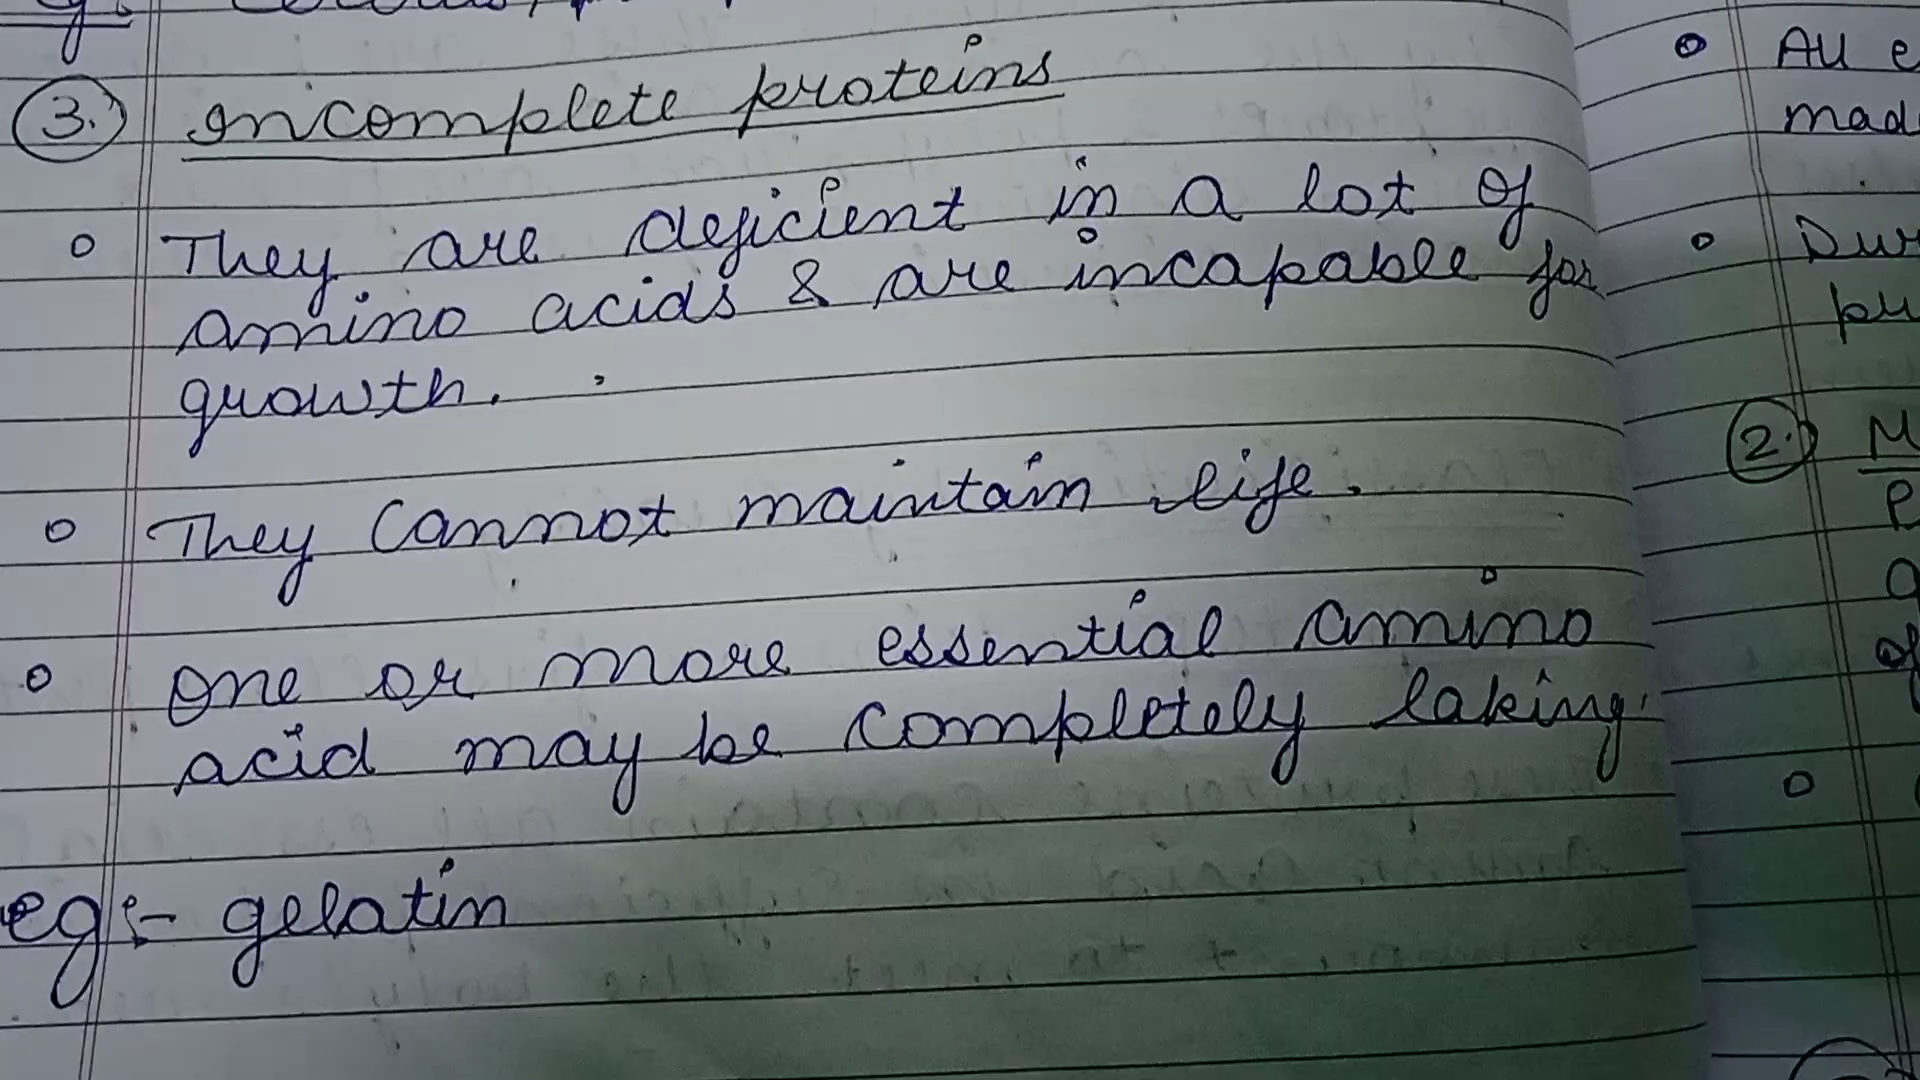 3. Incomplete proteins
They are deficient in a lot of
amino acids & are incapable for
growth.
They cannot maintain life.
One or more essential amino
acid may be completely laking.
eg:- gelatin
All
2.